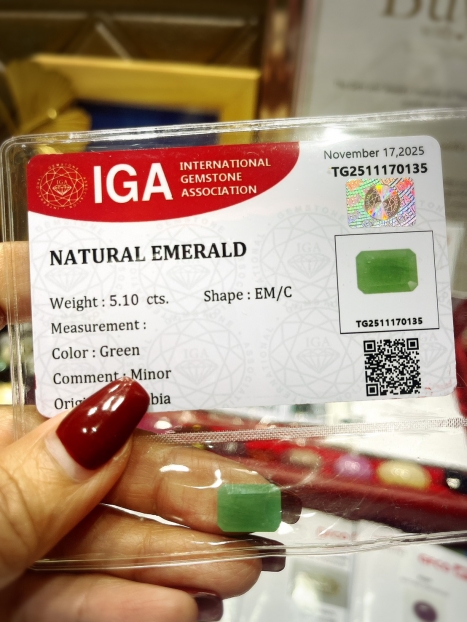 IGA
INTERNATIONAL
GEMSTONE
ASSOCIATION
November 17,2025
TG2511170135
NATURAL EMERALD
Weight : 5.10 cts. Shape : EM/C
Measurement :
Color : Green
Comment : Minor
TG2511170135